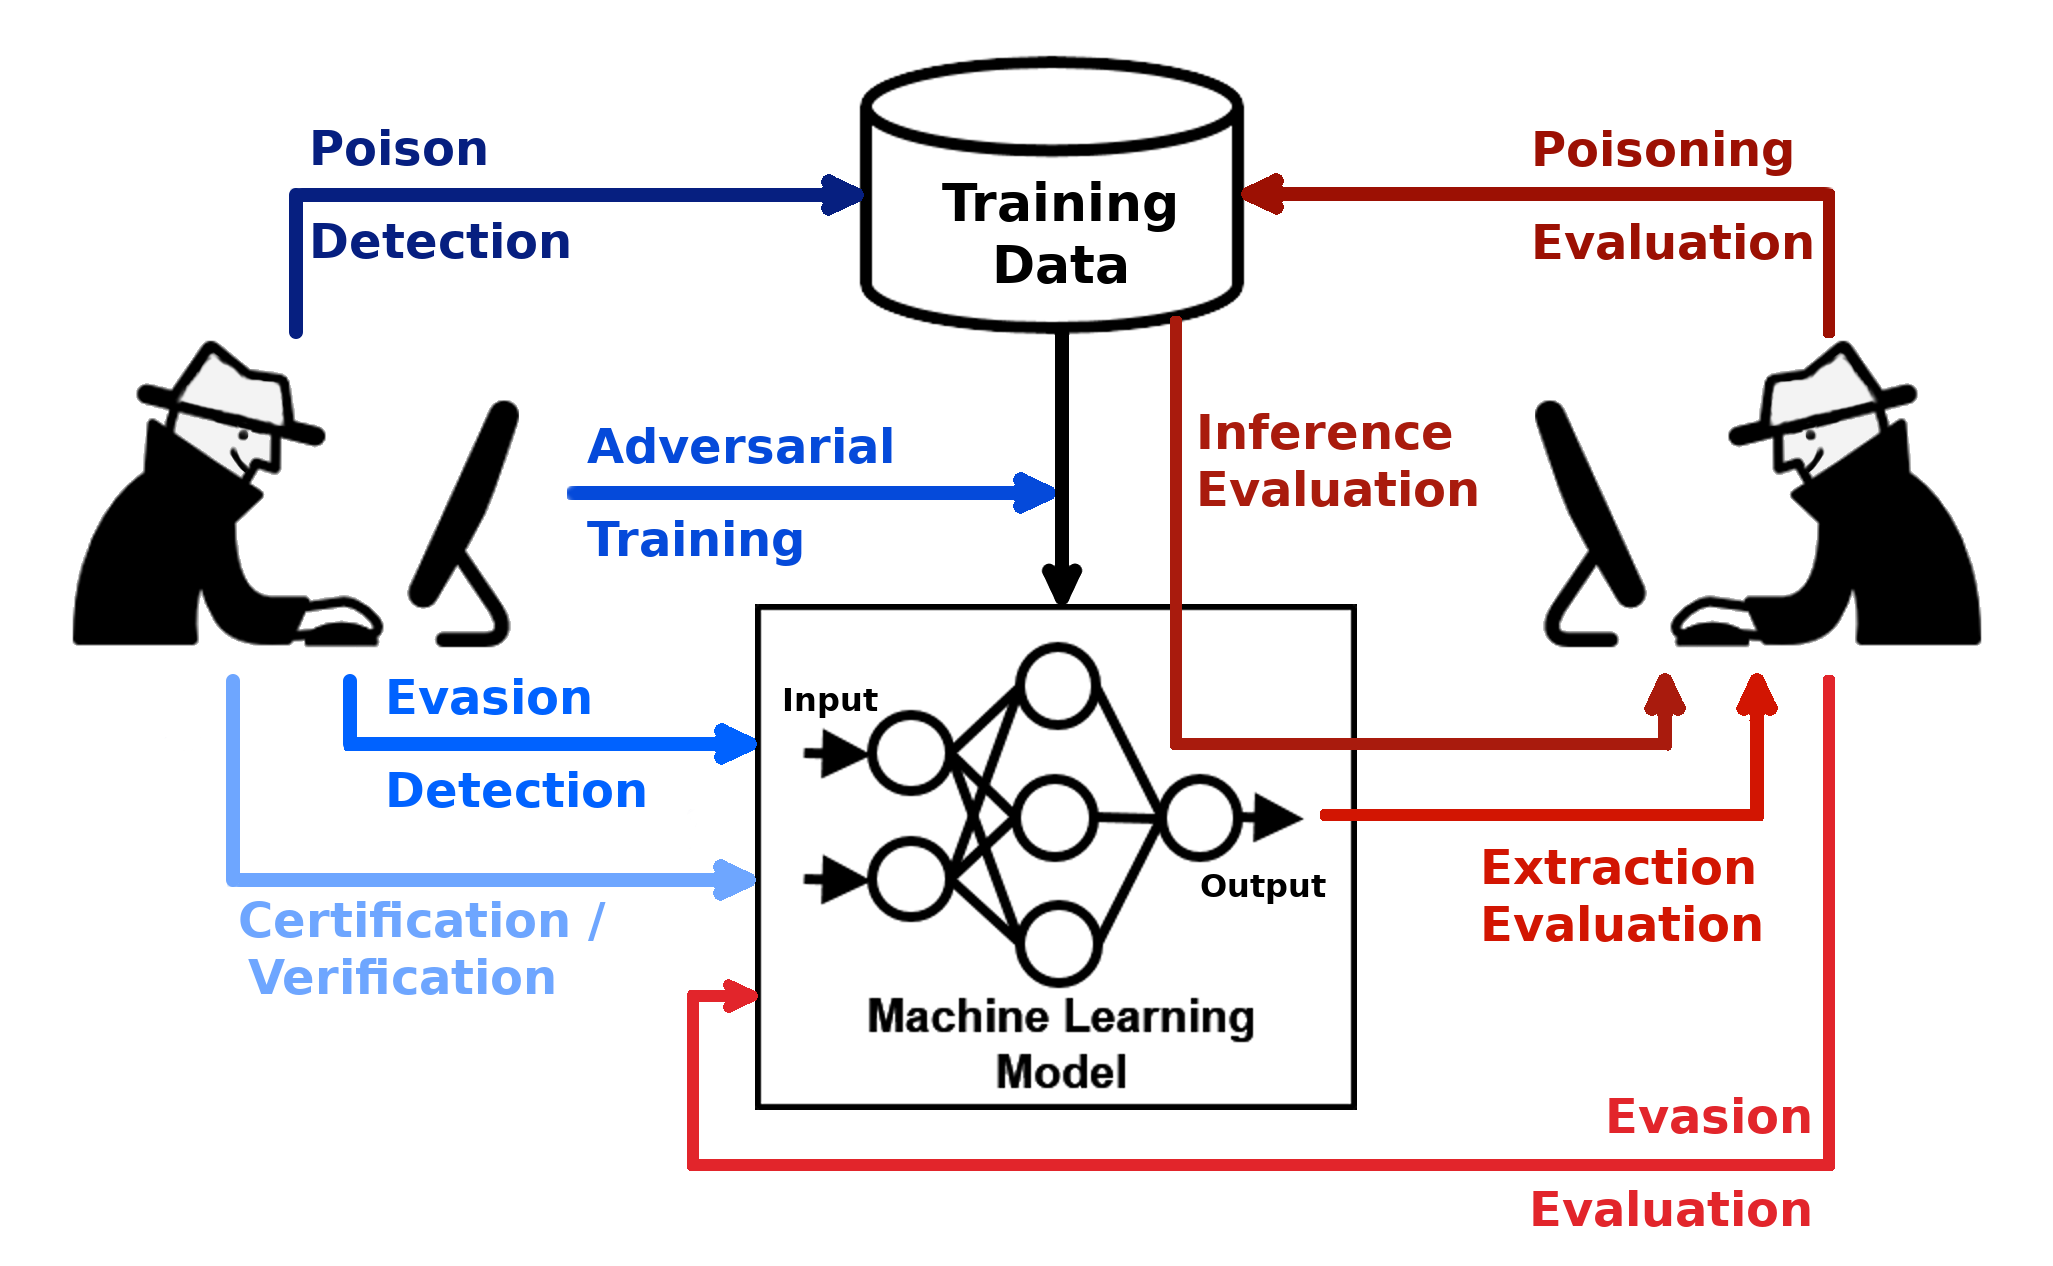 Poison
Detection
Training
Data
Poisoning
Evaluation
Adversarial
Training
Inference
Evaluation
Evasion
Detection
Certification /
Verification
Input
Output
Machine Learning
Model
Extraction
Evaluation
Evasion
Evaluation